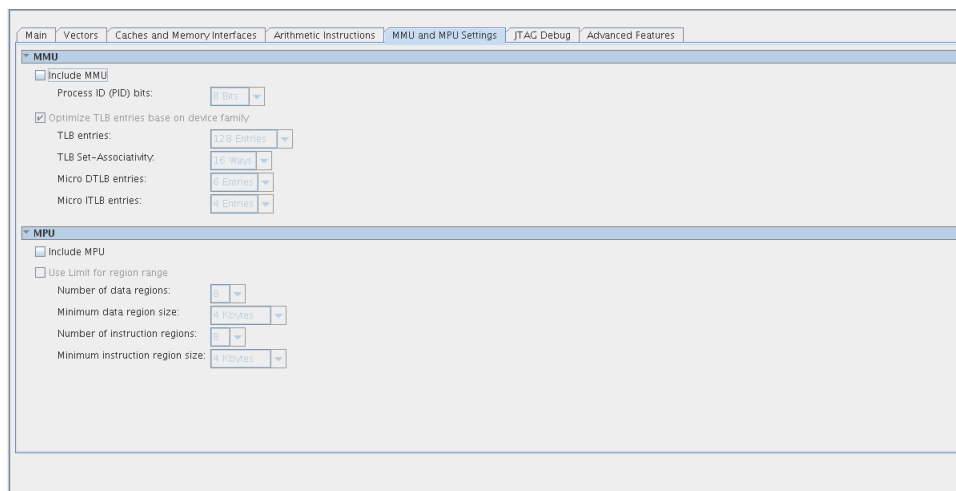 Main Vectors Caches and Memory Interfaces Arithmetic Instructions MMU and MPU Settings JTAG Debug Advanced Features
MMU
Include MMU
Process ID (PID) bits: 8 Bits
Optimize TLB entries base on device family
TLB entries: 128 Entries
TLB Set-Associativity: 16 Ways
Micro DTLB entries: 6 Entries
Micro ITLB entries: 4 Entries
MPU
Include MPU
Use Limit for region range
Number of data regions: 8
Minimum data region size: 4 Kbytes
Number of instruction regions: 8
Minimum instruction region size: 4 Kbytes